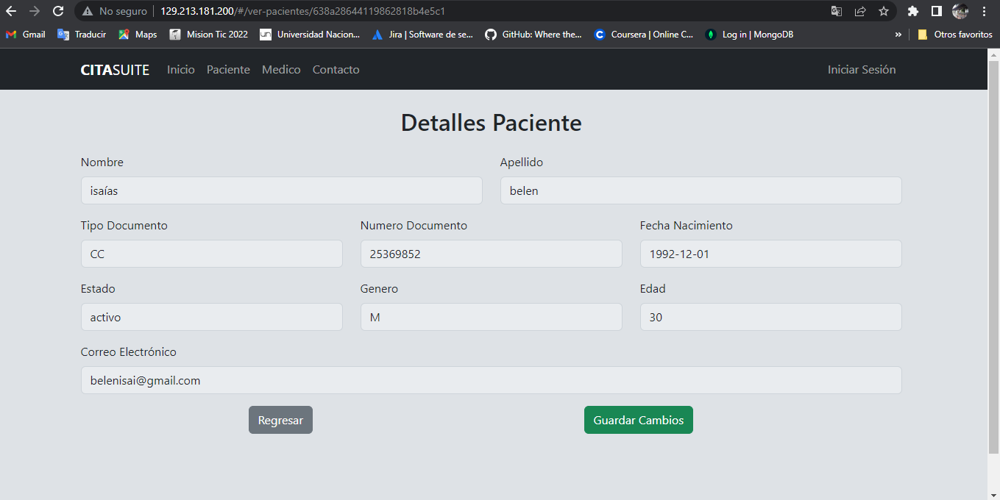 No seguro 129.213.181.200/#/ver-pacientes/638a28644119862818b4e5c1
Gmail Traducir Maps Mision Tic 2022 Universidad Nacion... Jira | Software de se... GitHub: Where the... Coursera | Online C... Log in | MongoDB » Otros favoritos
CITASUITE Inicio Paciente Medico Contacto Iniciar Sesión
Detalles Paciente
Nombre Apellido
isaías belen
Tipo Documento Numero Documento Fecha Nacimiento
CC 25369852 1992-12-01
Estado Genero Edad
activo M 30
Correo Electrónico
belenisai@gmail.com
Regresar Guardar Cambios